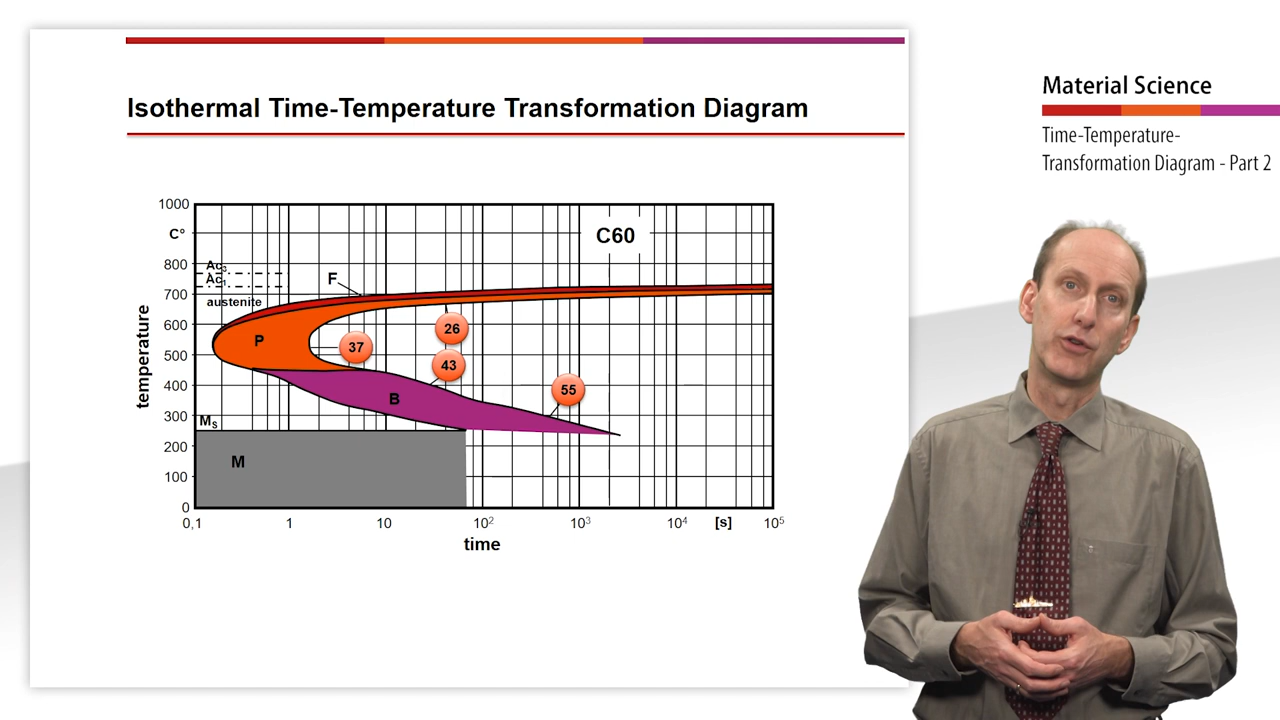 Isothermal Time-Temperature Transformation Diagram
Material Science
Time-Temperature-
Transformation Diagram - Part 2
1000
C°
800
700
600
500
400
300
200
100
0
temperature
Ac3
Ac1
austenite
F
C60
P
37
26
43
55
B
Ms
M
0,1
1
10
10²
10³
10⁴
[s]
10⁵
time